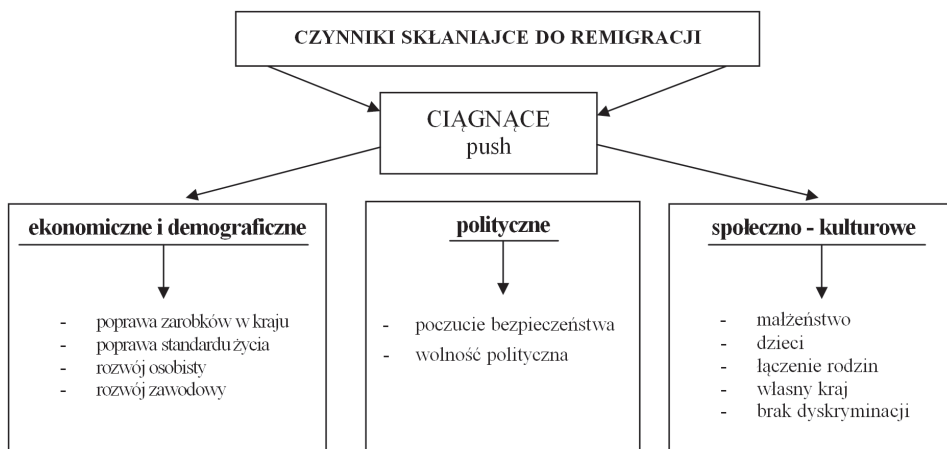 CZYNNIKI SKŁANIAJCE DO REMIGRACJI
CIĄGNĄCE
push
ekonomiczne i demograficzne
- poprawa zarobków w kraju
- poprawa standardu życia
- rozwój osobisty
- rozwój zawodowy
polityczne
- poczucie bezpieczeństwa
- wolność polityczna
społeczno - kulturowe
- małżeństwo
- dzieci
- łączenie rodzin
- własny kraj
- brak dyskryminacji